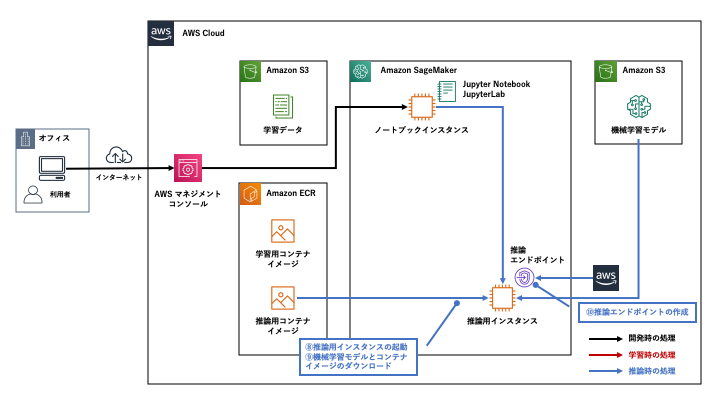 aws
AWS Cloud
Amazon S3
学習データ
Amazon SageMaker
Jupyter Notebook
JupyterLab
ノートブックインスタンス
Amazon S3
機械学習モデル
オフィス
利用者
インターネット
AWS マネジメント
コンソール
Amazon ECR
学習用コンテナ
イメージ
推論用コンテナ
イメージ
推論
エンドポイント
aws
推論用インスタンス
⑩推論エンドポイントの作成
⑧推論用インスタンスの起動
⑨機械学習モデルとコンテナ
イメージのダウンロード
開発時の処理
学習時の処理
推論時の処理